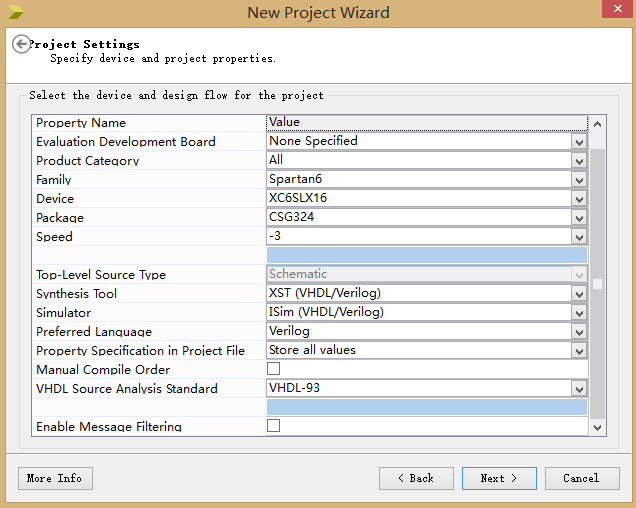 New Project Wizard
Project Settings
Specify device and project properties.
Select the device and design flow for the project
Property Name Value
Evaluation Development Board None Specified
Product Category All
Family Spartan6
Device XC6SLX16
Package CSG324
Speed -3
Top-Level Source Type Schematic
Synthesis Tool XST (VHDL/Verilog)
Simulator ISim (VHDL/Verilog)
Preferred Language Verilog
Property Specification in Project File Store all values
Manual Compile Order
VHDL Source Analysis Standard VHDL-93
Enable Message Filtering
More Info < Back Next > Cancel